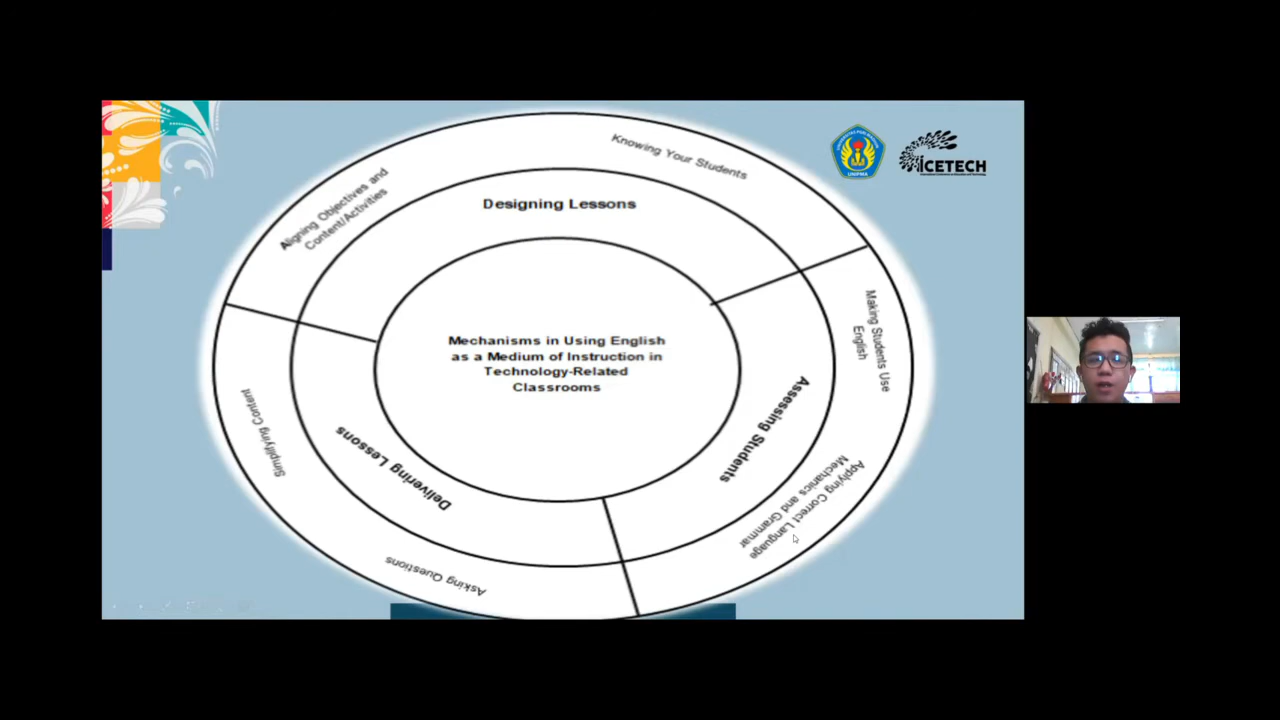 Knowing Your Students
Aligning Objectives and
Content/Activities
Designing Lessons
ICETECH
UNIPMA
Making Students Use
English
Mechanisms in Using English
as a Medium of Instruction in
Technology-Related
Classrooms
Assessing Students
Simplifying Content
Delivering Lessons
Applying Correct Language
Mechanics and Grammar
Asking Questions